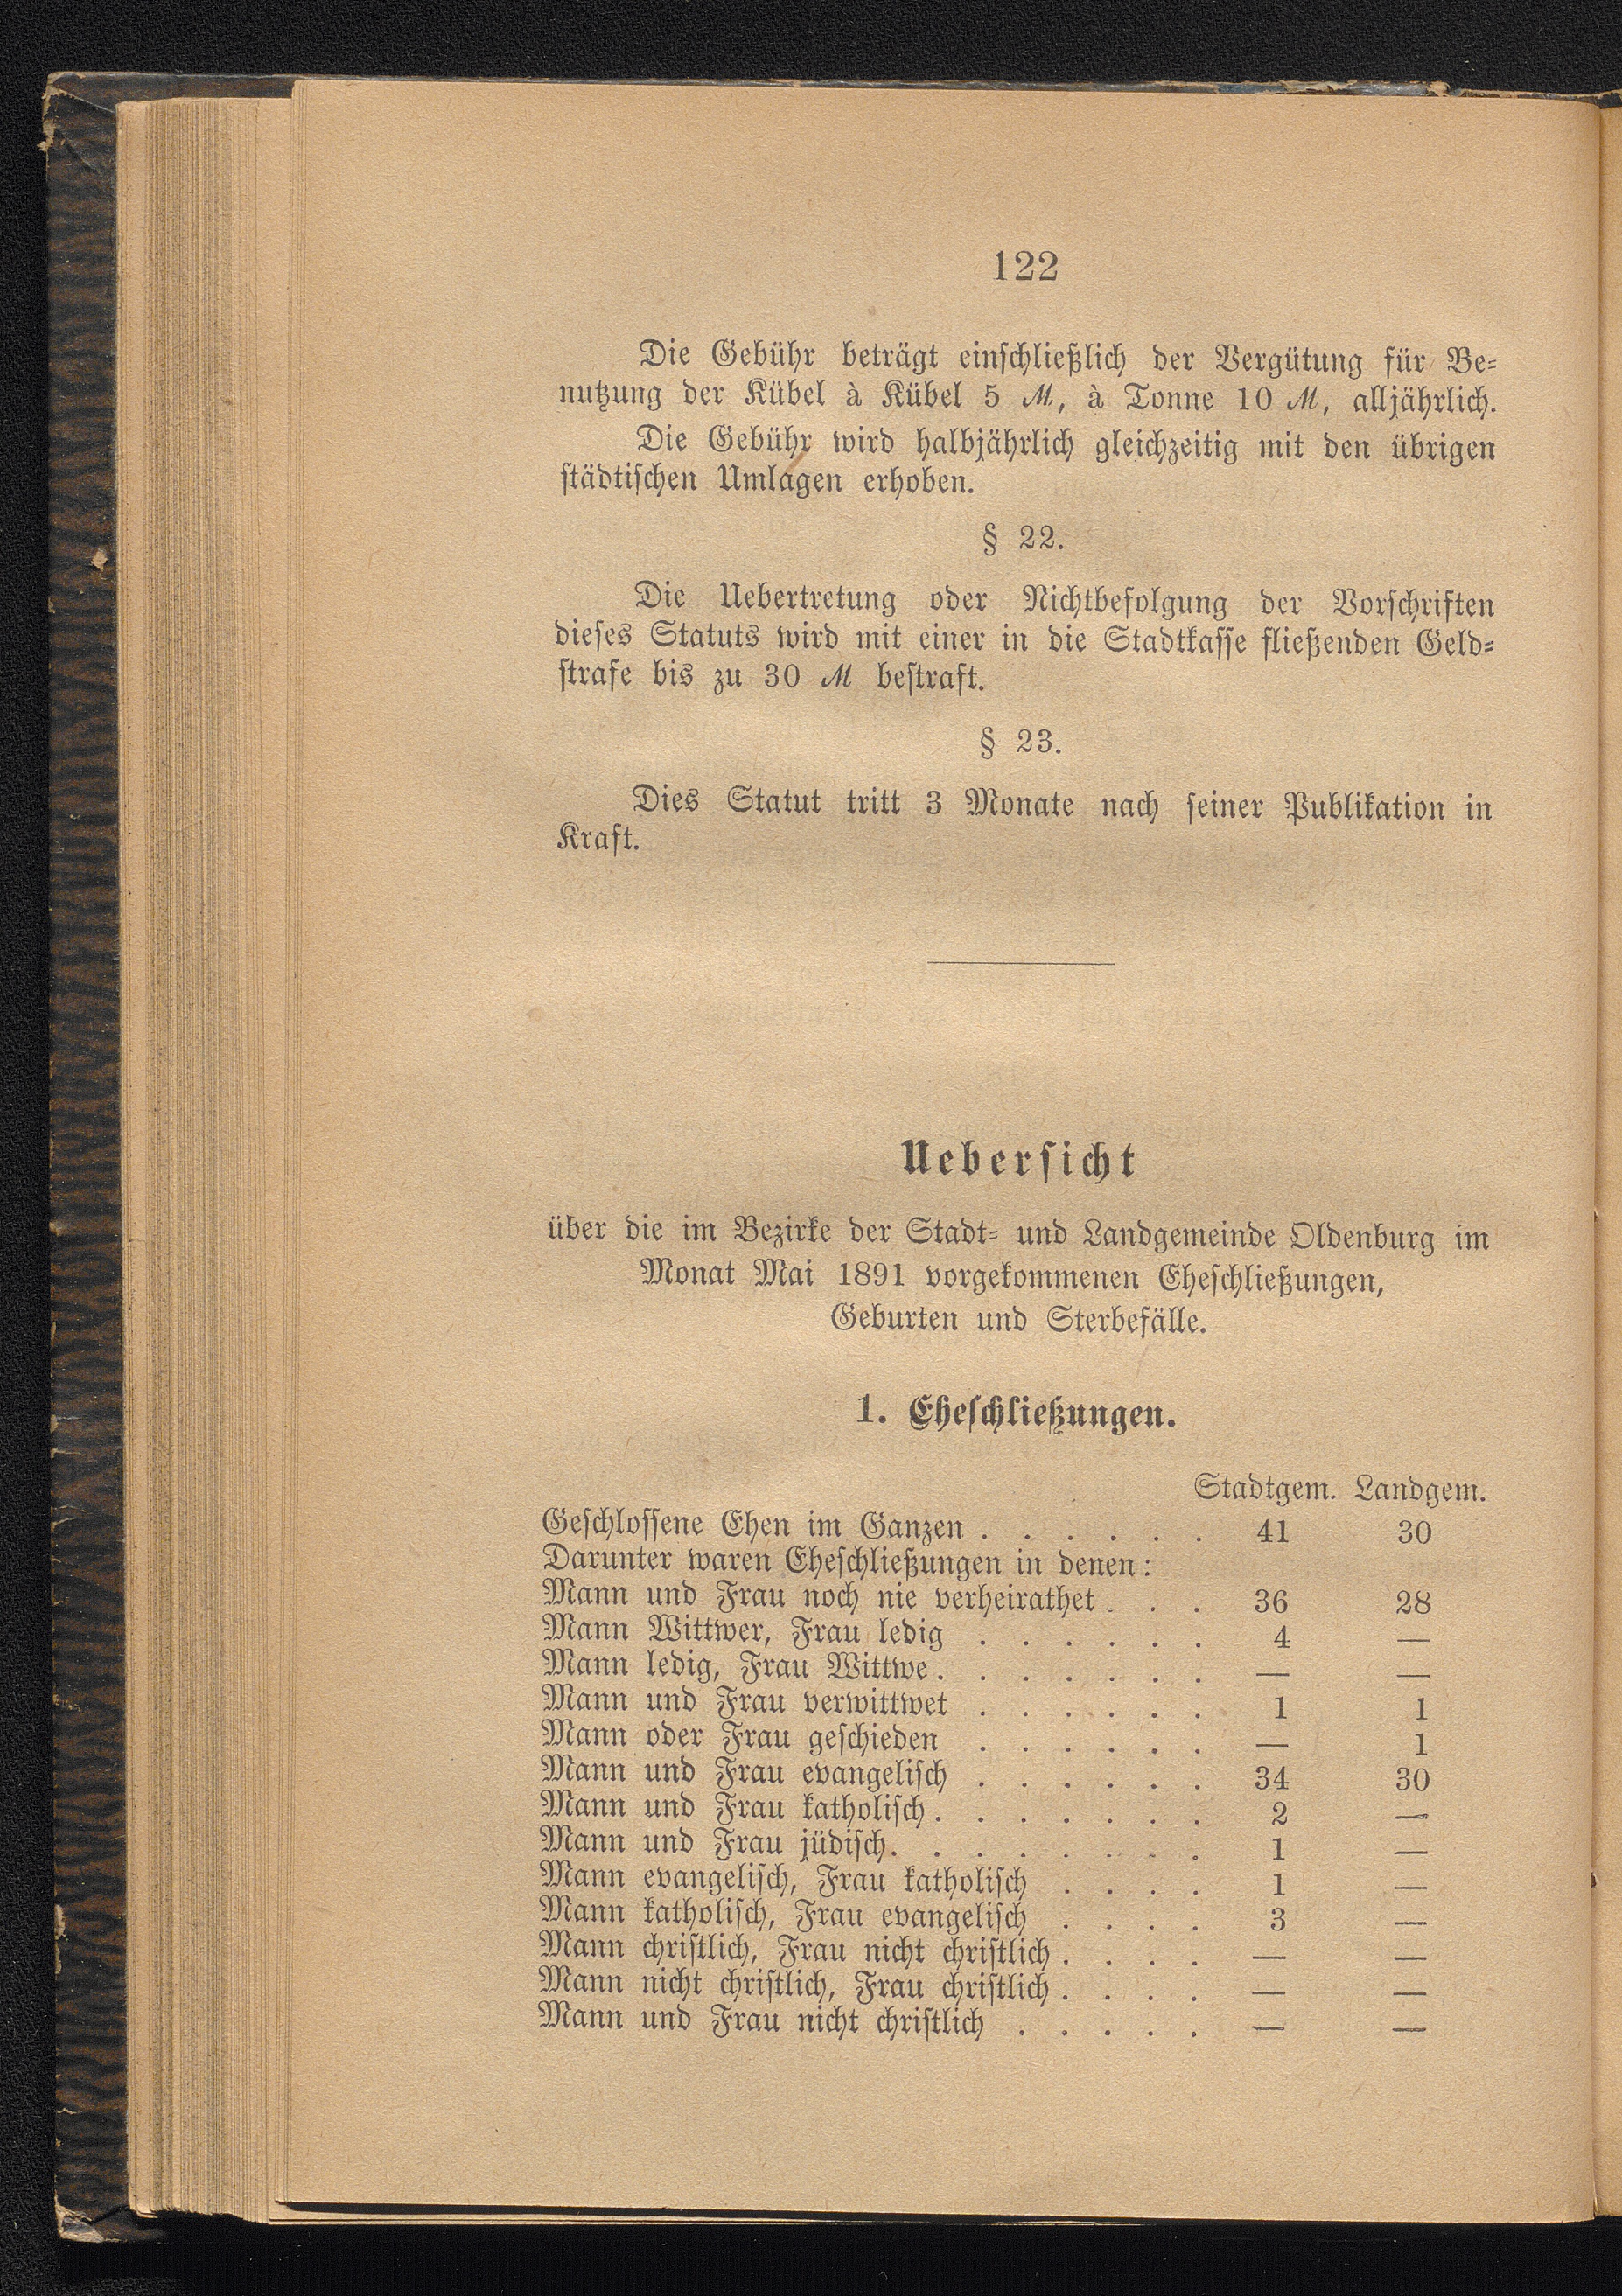 122
Die Gebühr beträgt einschließlich der Vergütung für Be-
nutzung der Kübel à Kübel 5 ℳ, à Tonne 10 ℳ, alljährlich.
Die Gebühr wird halbjährlich gleichzeitig mit den übrigen
städtischen Umlagen erhoben.
§ 22.
Die Uebertretung oder Nichtbefolgung der Vorschriften
dieses Statuts wird mit einer in die Stadtkasse fließenden Geld-
strafe bis zu 30 ℳ bestraft.
§ 23.
Dies Statut tritt 3 Monate nach seiner Publikation in
Kraft.
Uebersicht
über die im Bezirke der Stadt- und Landgemeinde Oldenburg im
Monat Mai 1891 vorgekommenen Eheschließungen,
Geburten und Sterbefälle.
1. Eheschließungen.
Stadtgem. Landgem.
Geschlossene Ehen im Ganzen . . . . . . 41 30
Darunter waren Eheschließungen in denen:
Mann und Frau noch nie verheirathet . . . 36 28
Mann Wittwer, Frau ledig . . . . . . 4 —
Mann ledig, Frau Wittwe . . . . . . . — —
Mann und Frau verwittwet . . . . . . 1 1
Mann oder Frau geschieden . . . . . . — 1
Mann und Frau evangelisch . . . . . . 34 30
Mann und Frau katholisch . . . . . . . 2 —
Mann und Frau jüdisch . . . . . . . . 1 —
Mann evangelisch, Frau katholisch . . . . 1 —
Mann katholisch, Frau evangelisch . . . . 3 —
Mann christlich, Frau nicht christlich . . . . — —
Mann nicht christlich, Frau christlich . . . . — —
Mann und Frau nicht christlich . . . . . — —